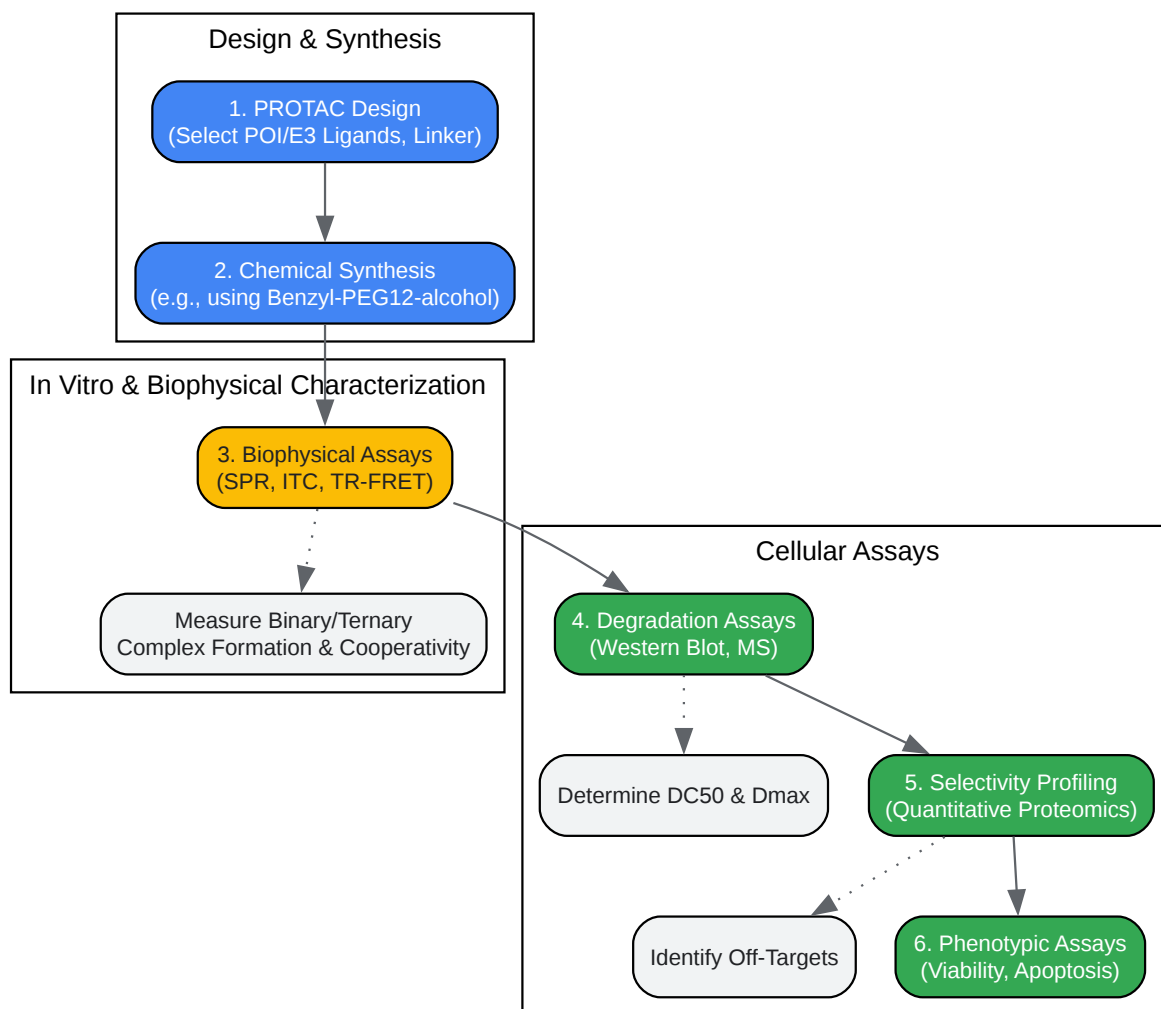 Design & Synthesis
1. PROTAC Design
(Select POI/E3 Ligands, Linker)
2. Chemical Synthesis
(e.g., using Benzyl-PEG12-alcohol)
In Vitro & Biophysical Characterization
3. Biophysical Assays
(SPR, ITC, TR-FRET)
Measure Binary/Ternary
Complex Formation & Cooperativity
Cellular Assays
4. Degradation Assays
(Western Blot, MS)
Determine DC50 & Dmax
5. Selectivity Profiling
(Quantitative Proteomics)
Identify Off-Targets
6. Phenotypic Assays
(Viability, Apoptosis)